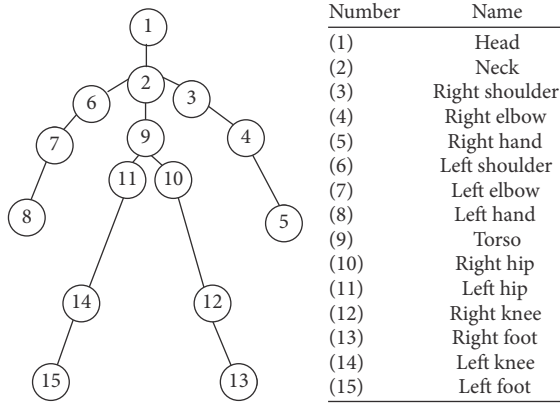 1
2
6
3
7
9
4
11
10
8
5
14
12
15
13
Number Name
(1) Head
(2) Neck
(3) Right shoulder
(4) Right elbow
(5) Right hand
(6) Left shoulder
(7) Left elbow
(8) Left hand
(9) Torso
(10) Right hip
(11) Left hip
(12) Right knee
(13) Right foot
(14) Left knee
(15) Left foot